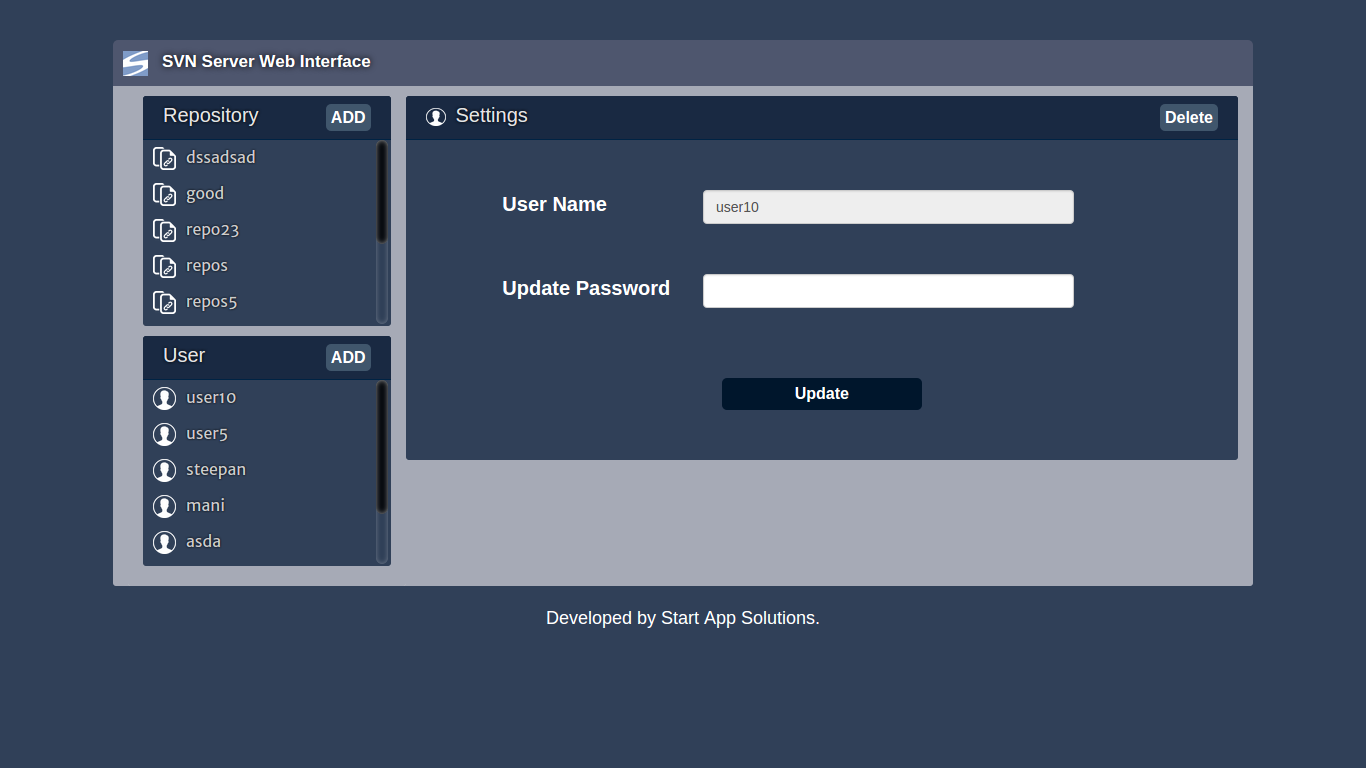 SVN Server Web Interface
Repository ADD
dssadsad
good
repo23
repos
repos5
User ADD
user10
user5
steepan
mani
asda
Settings Delete
User Name user10
Update Password
Update
Developed by Start App Solutions.